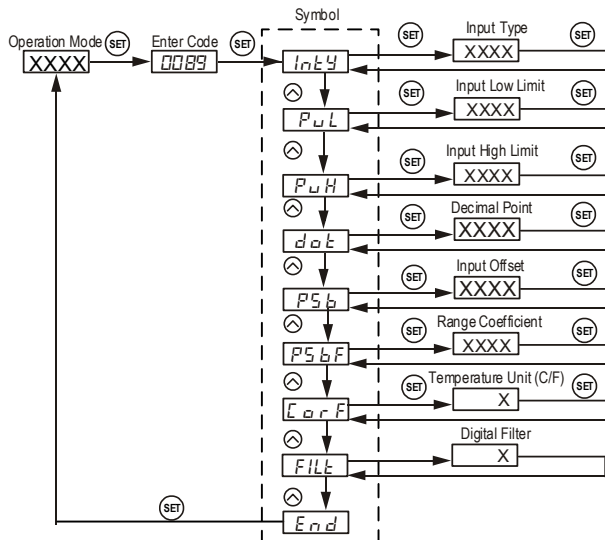 Symbol
Operation Mode SET Enter Code SET SET Input Type SET
XXXX 0089 IntY XXXX
SET Input Low Limit SET
PuL XXXX
Input High Limit
SET SET
PuH XXXX
SET Decimal Point SET
dot XXXX
SET Input Offset SET
PSb XXXX
SET Range Coefficient SET
PSbF XXXX
SET Temperature Unit (C/F) SET
CorF X
Digital Filter
FILt X
SET
End